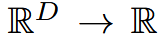 ℝ^D → ℝ